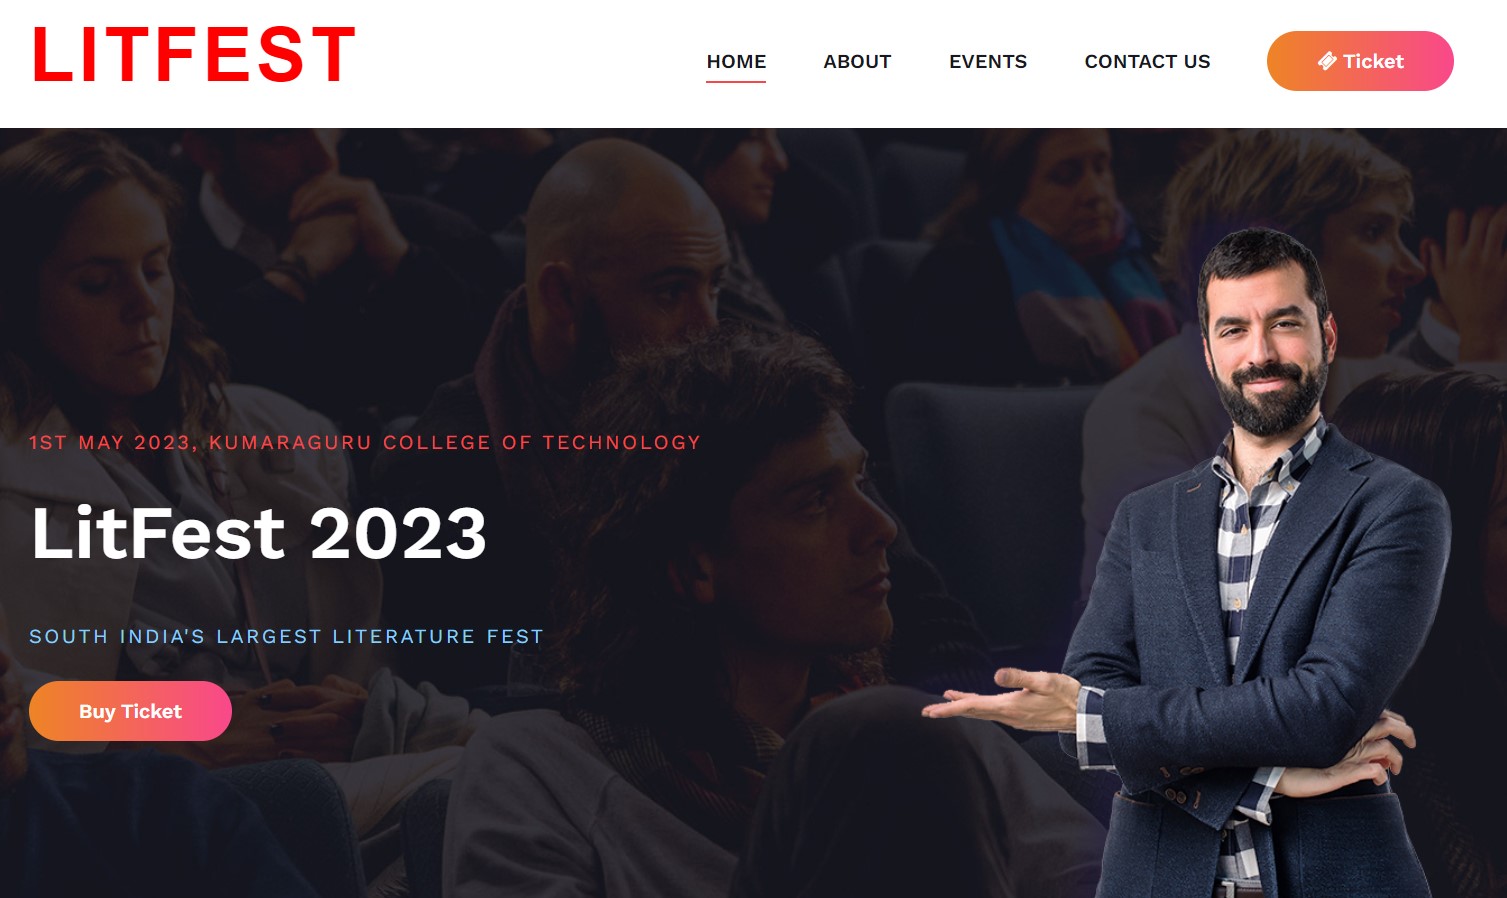 LITFEST
HOME ABOUT EVENTS CONTACT US Ticket
1ST MAY 2023, KUMARAGURU COLLEGE OF TECHNOLOGY
LitFest 2023
SOUTH INDIA'S LARGEST LITERATURE FEST
Buy Ticket